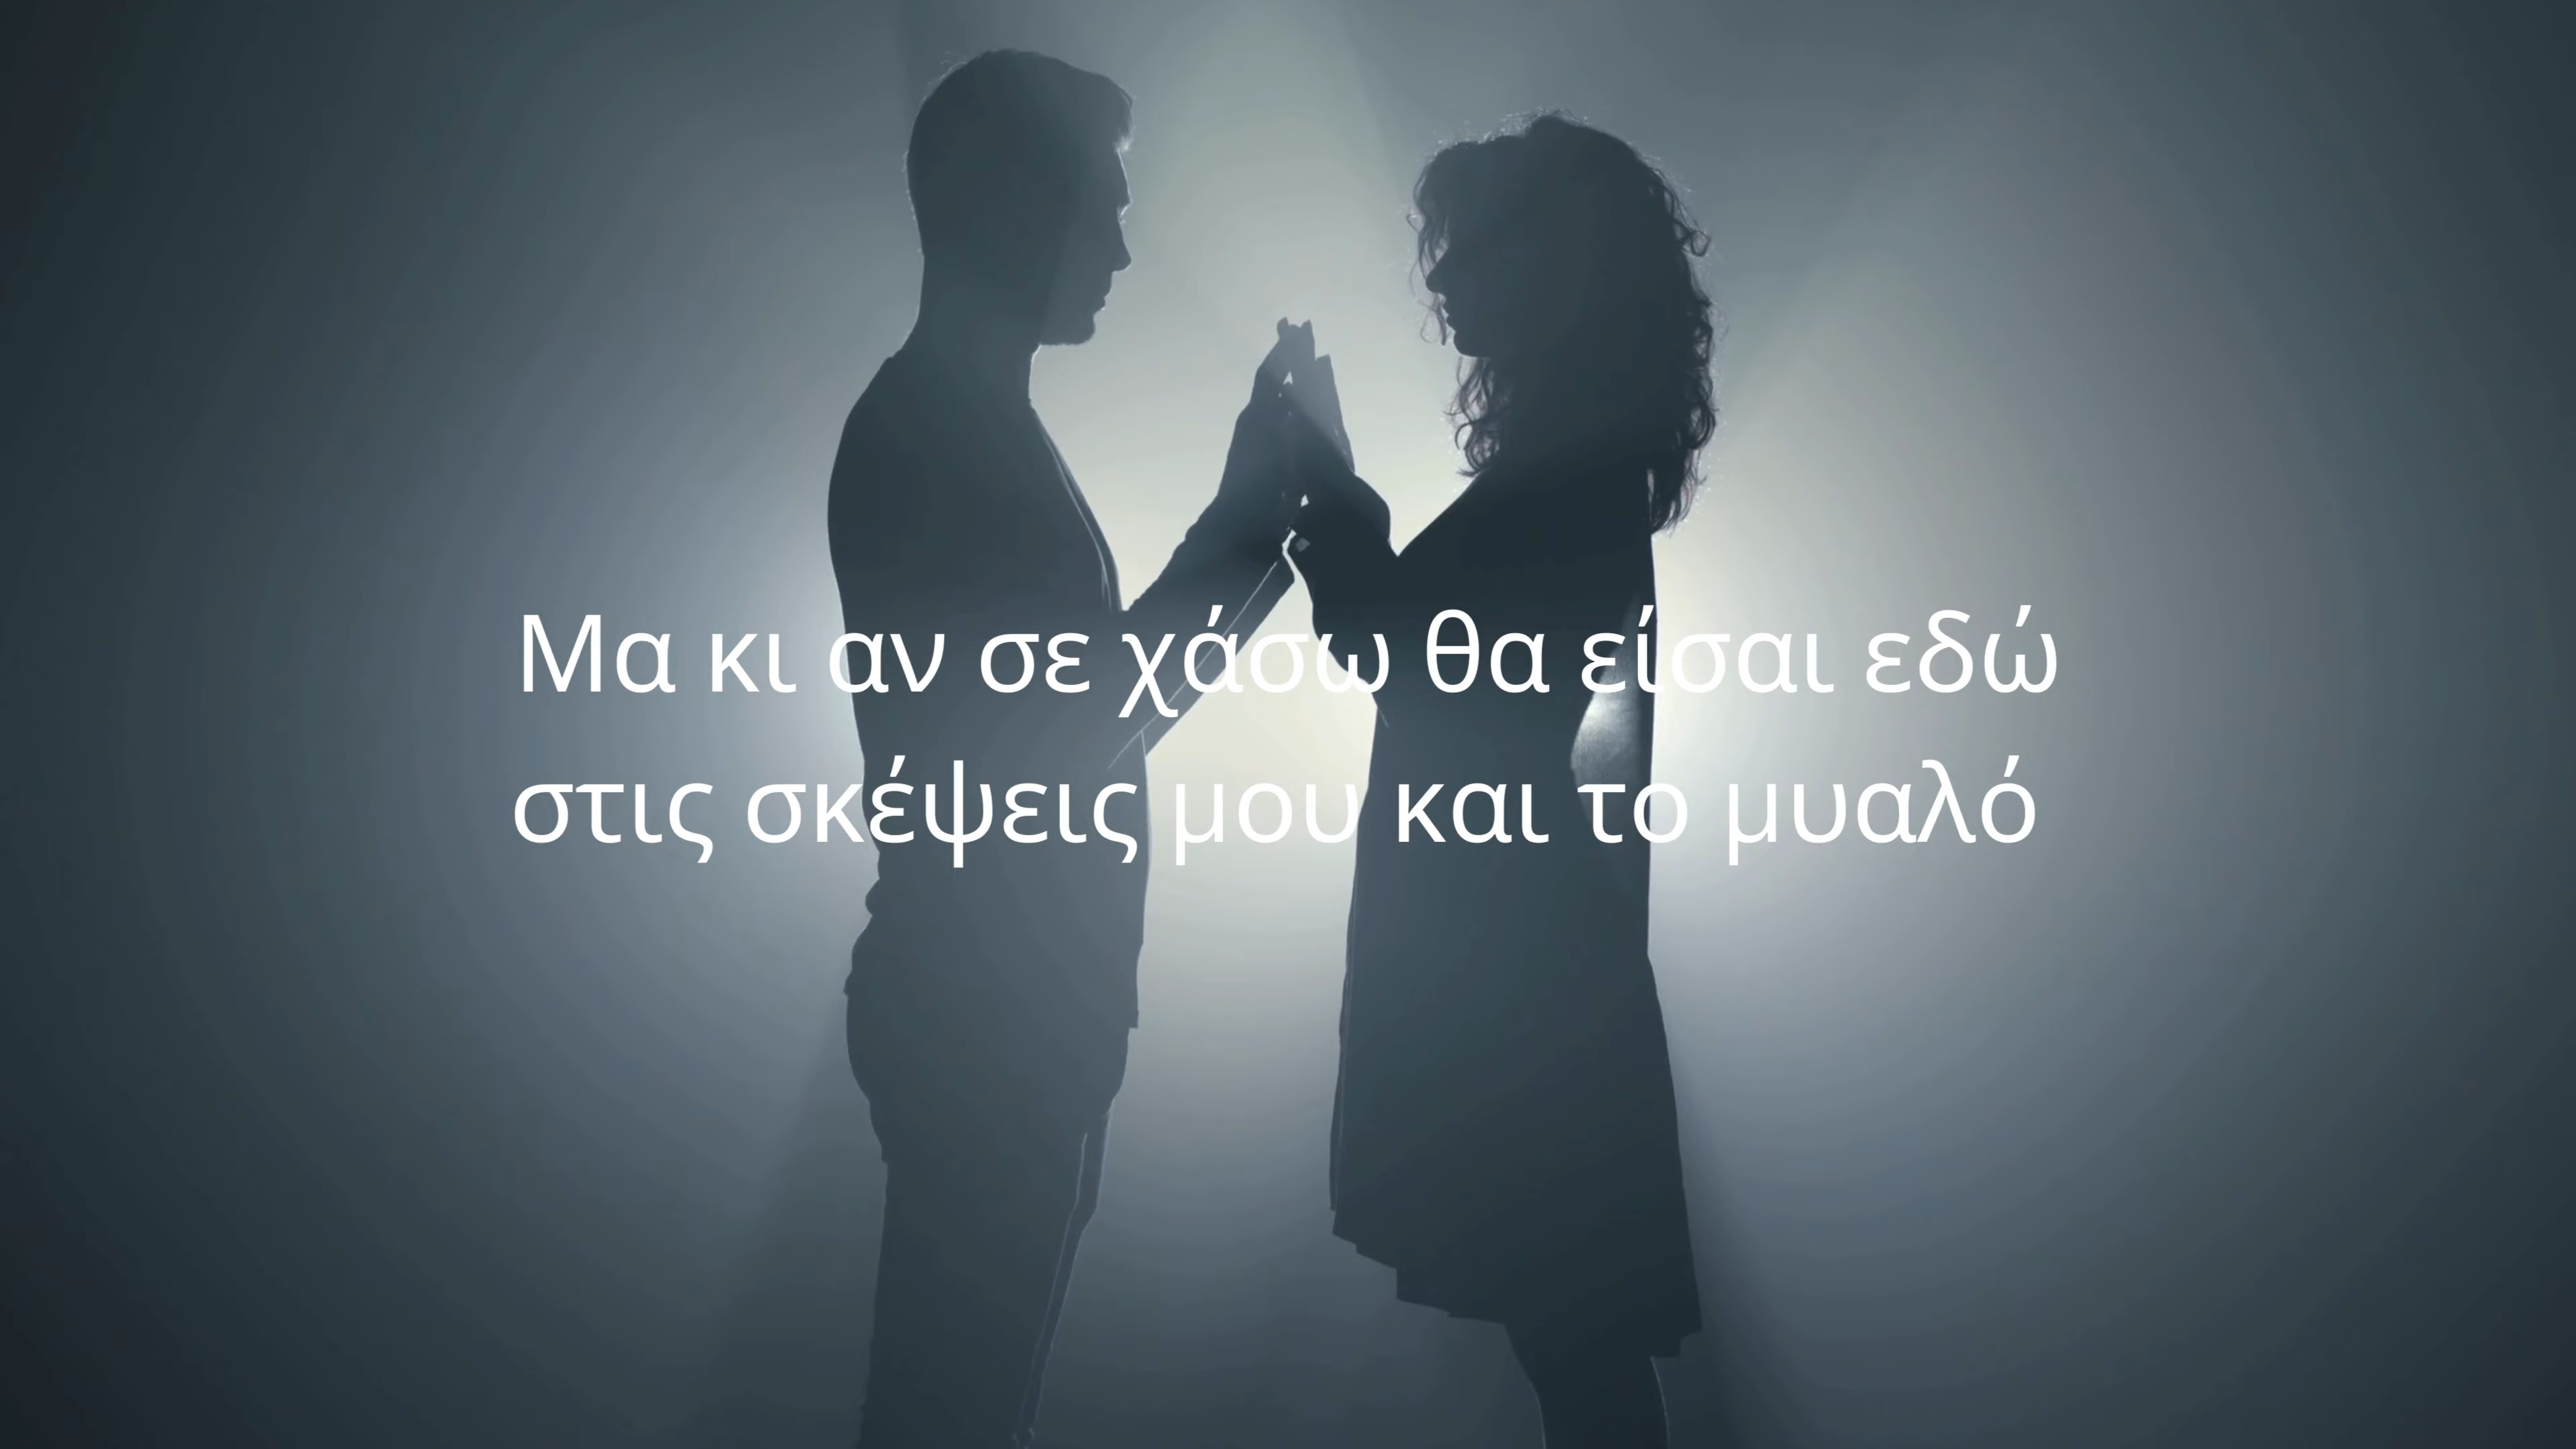 Μα κι αν σε χάσω θα είσαι εδώ
στις σκέψεις μου και το μυαλό